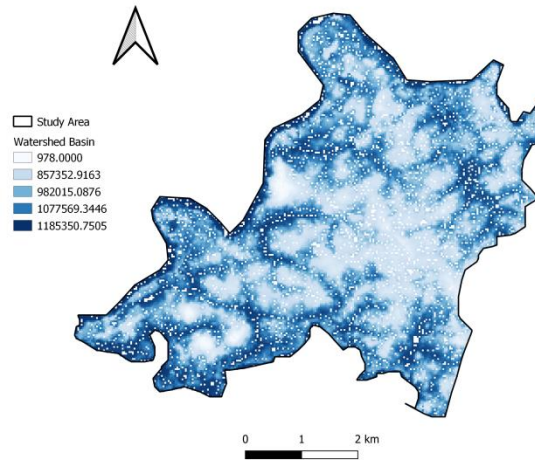 Study Area
Watershed Basin
978.0000
857352.9163
982015.0876
1077569.3446
1185350.7505
0 1 2 km